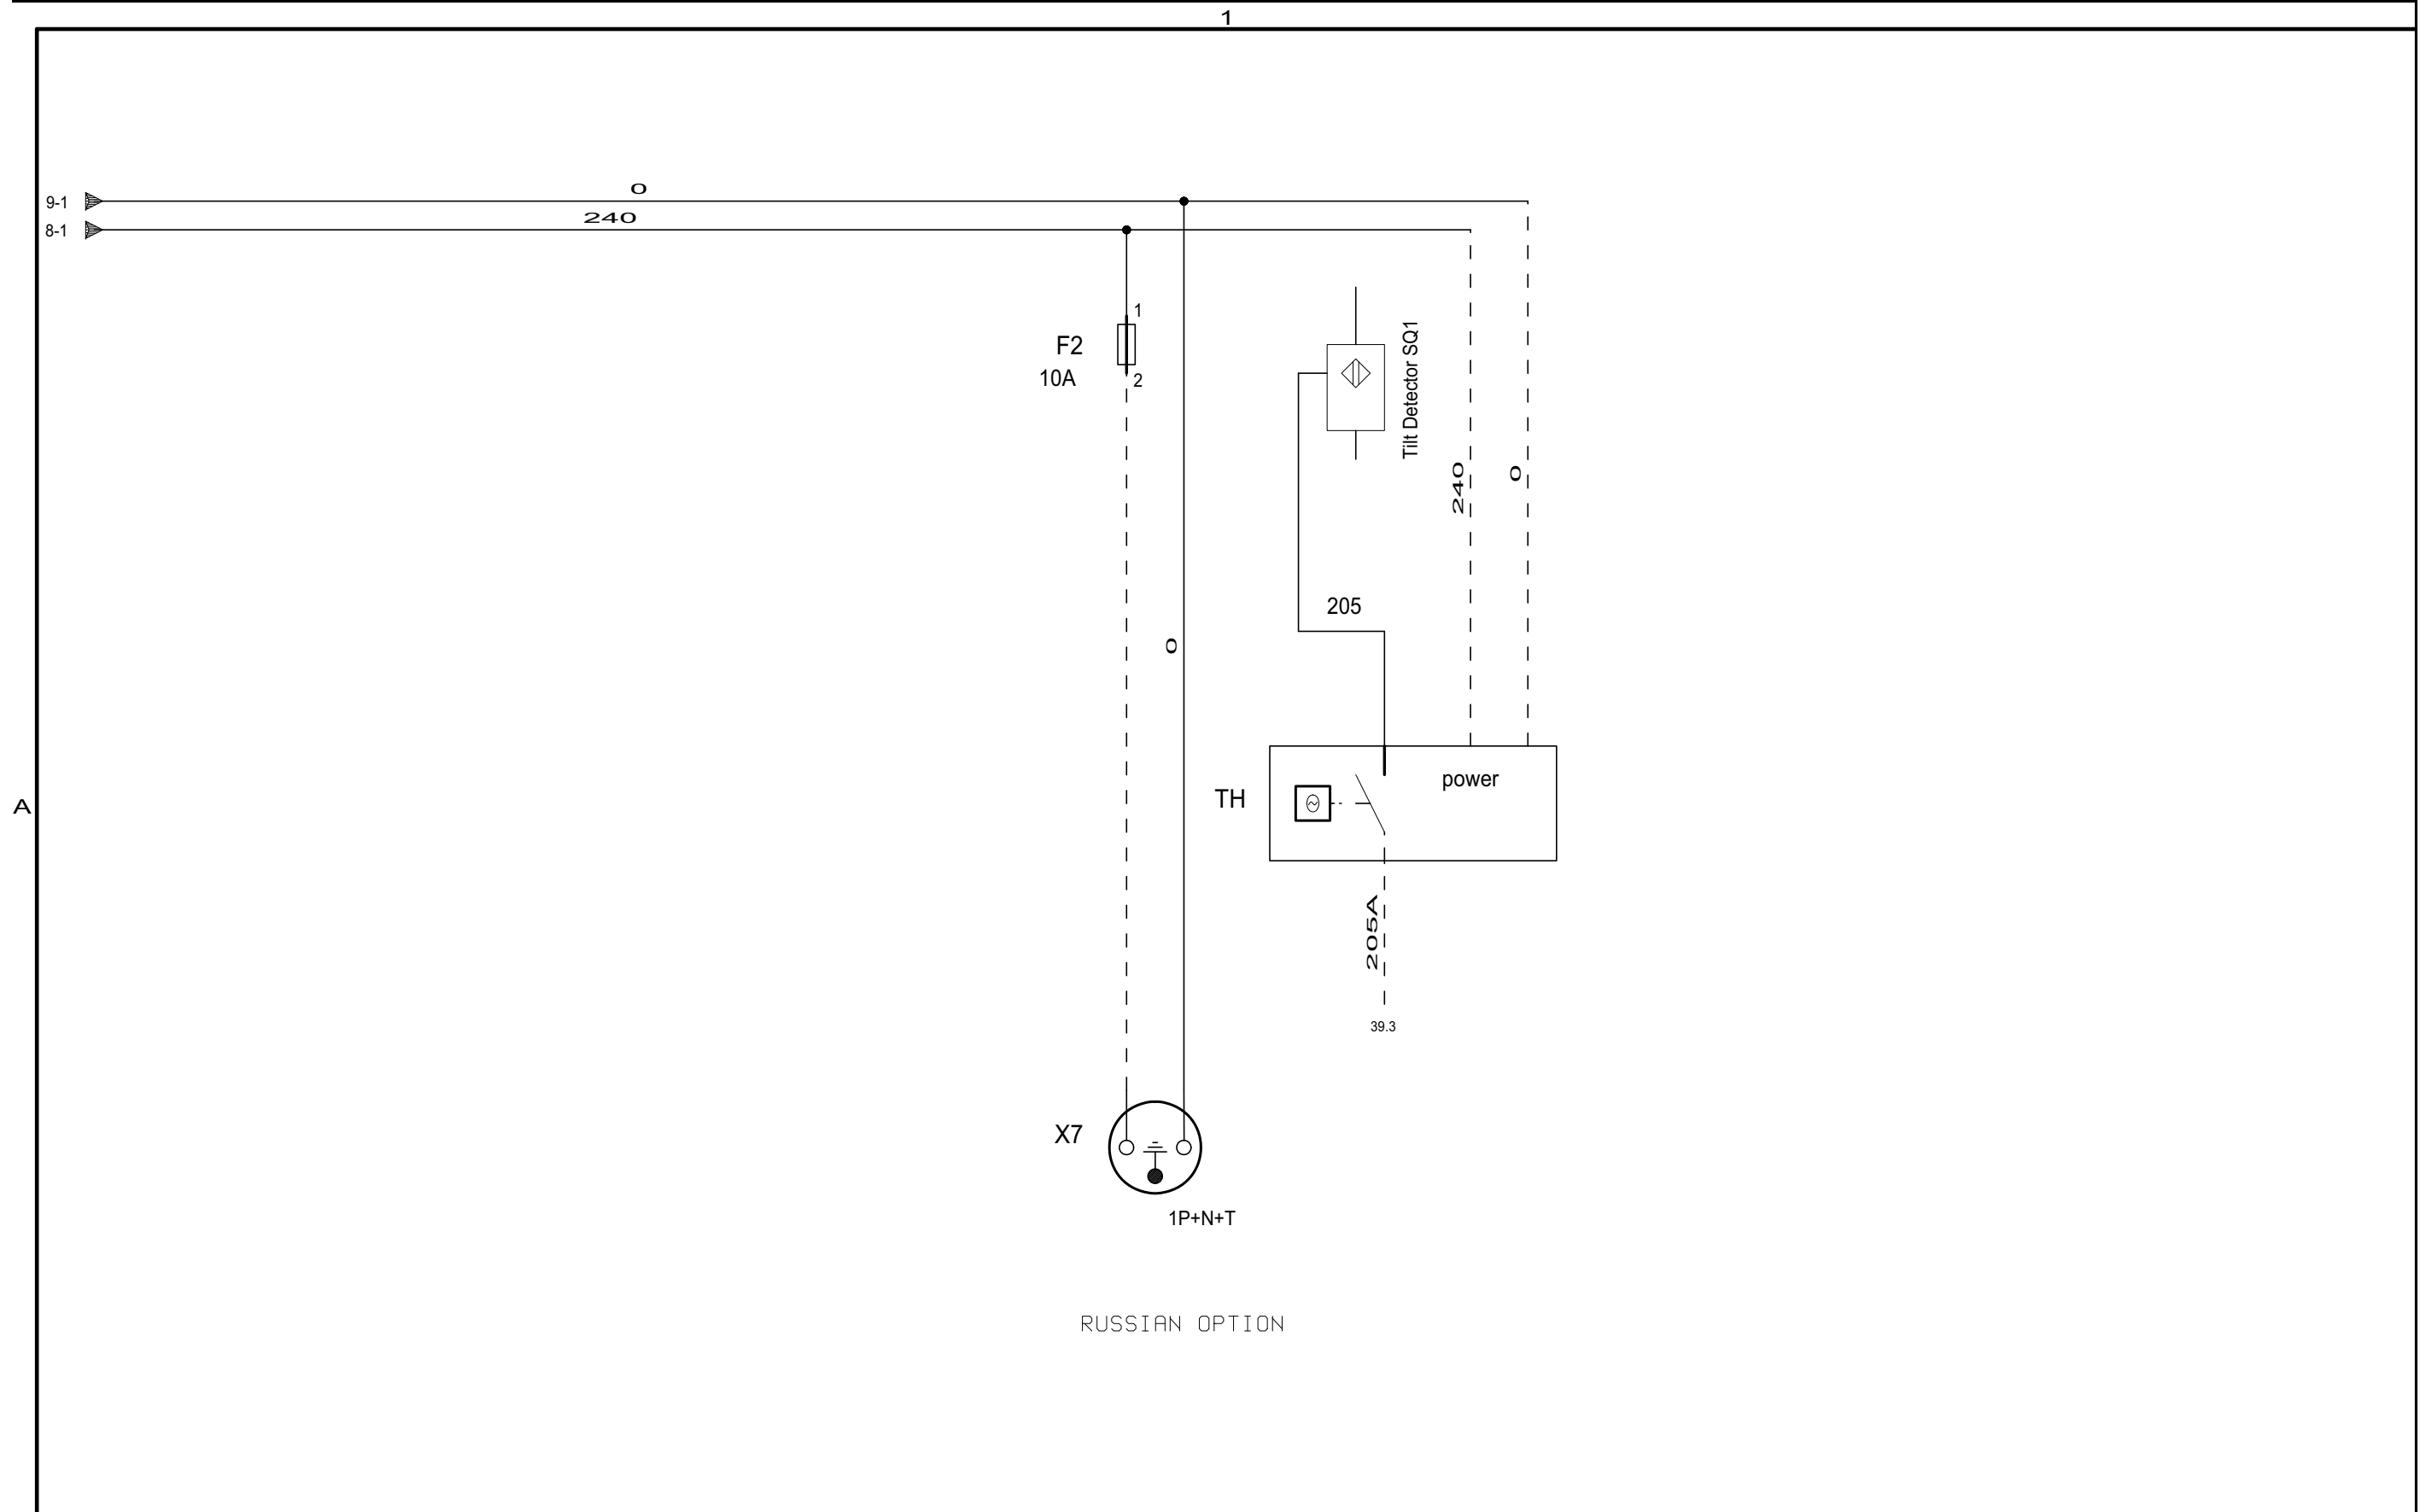 1
9-1
0
8-1
240
1
F2
10A
2
Tilt Detector SQ1
240
0
205
0
power
TH
A
205A
39.3
X7
1P+N+T
RUSSIAN OPTION